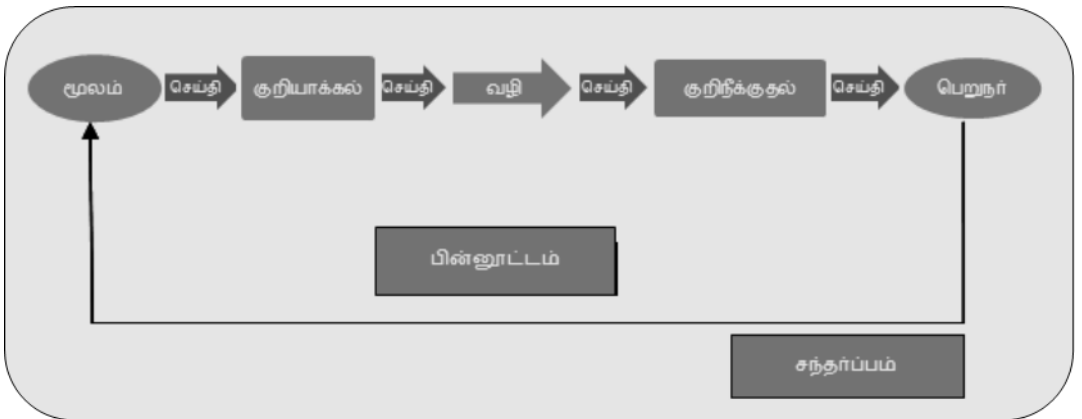 மூலம்
செய்தி
குறியாக்கல்
செய்தி
வழி
செய்தி
குறிநீக்குதல்
செய்தி
பெறுநர்
பின்னூட்டம்
சந்தர்ப்பம்